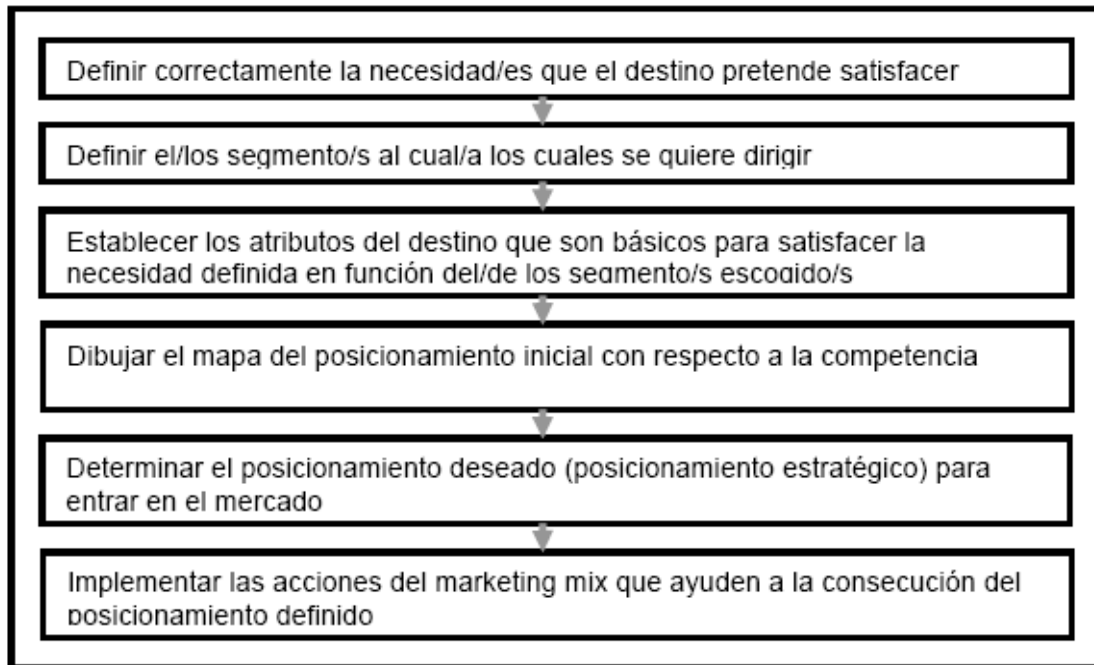 Definir correctamente la necesidad/es que el destino pretende satisfacer
Definir el/los segmento/s al cual/a los cuales se quiere dirigir
Establecer los atributos del destino que son básicos para satisfacer la
necesidad definida en función del/de los segmento/s escogido/s
Dibujar el mapa del posicionamiento inicial con respecto a la competencia
Determinar el posicionamiento deseado (posicionamiento estratégico) para
entrar en el mercado
Implementar las acciones del marketing mix que ayuden a la consecución del
posicionamiento definido